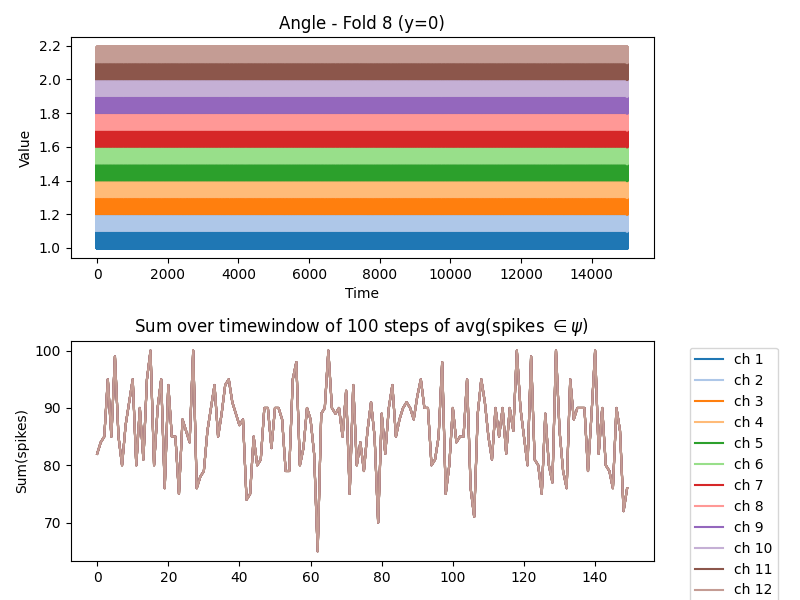 Angle - Fold 8 (y=0)
2.2
2.0
1.8
1.6
1.4
1.2
1.0
Value
0 2000 4000 6000 8000 10000 12000 14000
Time
Sum over timewindow of 100 steps of avg(spikes ∈ ψ)
100
90
80
70
Sum(spikes)
0 20 40 60 80 100 120 140
ch 1
ch 2
ch 3
ch 4
ch 5
ch 6
ch 7
ch 8
ch 9
ch 10
ch 11
ch 12